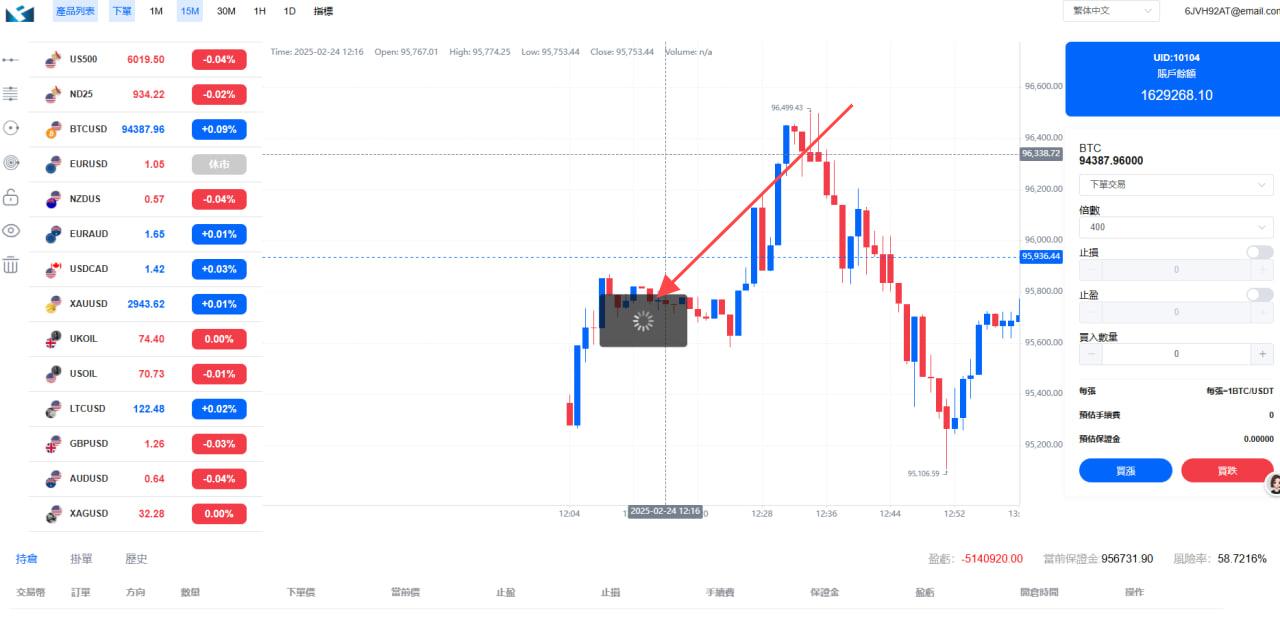 產品列表 下單 1M 15M 30M 1H 1D 指標 繁体中文 6JVH92AT@email.com
US500 6019.50 -0.04%
ND25 934.22 -0.02%
BTCUSD 94387.96 +0.09%
EURUSD 1.05 休市
NZDUS 0.57 -0.04%
EURAUD 1.65 +0.01%
USDCAD 1.42 +0.03%
XAUUSD 2943.62 +0.01%
UKOIL 74.40 0.00%
USOIL 70.73 -0.01%
LTCUSD 122.48 +0.02%
GBPUSD 1.26 -0.03%
AUDUSD 0.64 -0.04%
XAGUSD 32.28 0.00%
Time: 2025-02-24 12:16 Open: 95,767.01 High: 95,774.25 Low: 95,753.44 Close: 95,753.44 Volume: n/a
96,499.43
95,106.59
96,600.00
96,400.00
96,338.72
96,200.00
96,000.00
95,936.44
95,800.00
95,600.00
95,400.00
95,200.00
12:04 2025-02-24 12:16 12:28 12:36 12:44 12:52
UID:10104
賬戶餘額
1629268.10
BTC
94387.96000
下單交易
倍數
400
止損
0
止盈
0
買入數量
− 0 +
每張 每張=1BTC/USDT
預估手續費 0
預估保證金 0.00000
買漲 買跌
持倉 掛單 歷史 盈虧: -5140920.00 當前保證金 956731.90 風險率: 58.7216%
交易幣 訂單 方向 數量 下單價 當前價 止盈 止損 手續費 保證金 盈虧 開倉時間 操作